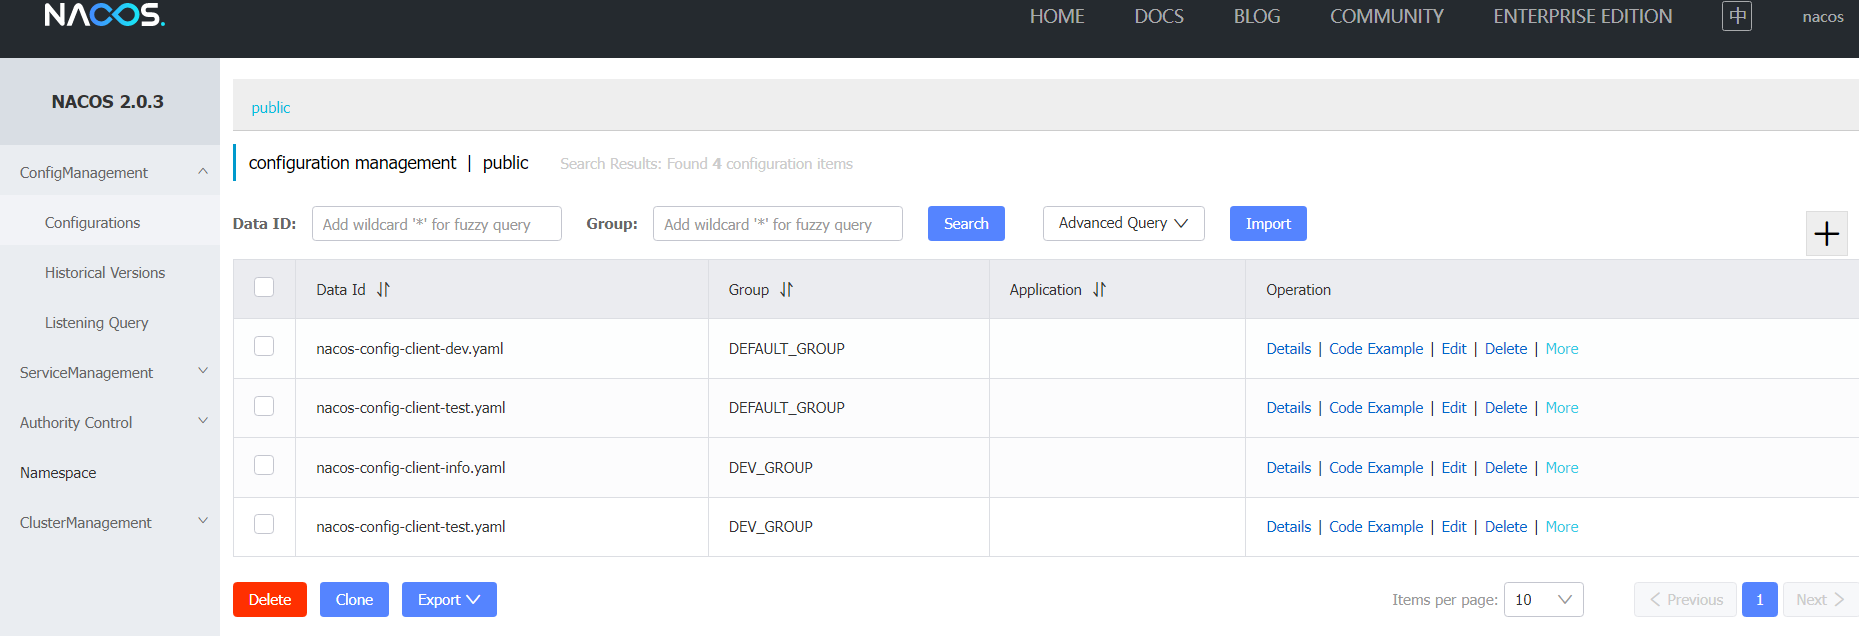 NACOS. HOME DOCS BLOG COMMUNITY ENTERPRISE EDITION 中 nacos
NACOS 2.0.3
public
ConfigManagement
configuration management | public Search Results: Found 4 configuration items
Configurations
Data ID: Add wildcard '*' for fuzzy query Group: Add wildcard '*' for fuzzy query Search Advanced Query Import
Historical Versions
Data Id Group Application Operation
Listening Query
nacos-config-client-dev.yaml DEFAULT_GROUP Details | Code Example | Edit | Delete | More
ServiceManagement
nacos-config-client-test.yaml DEFAULT_GROUP Details | Code Example | Edit | Delete | More
Authority Control
nacos-config-client-info.yaml DEV_GROUP Details | Code Example | Edit | Delete | More
Namespace
nacos-config-client-test.yaml DEV_GROUP Details | Code Example | Edit | Delete | More
ClusterManagement
Delete Clone Export Items per page: 10 Previous 1 Next